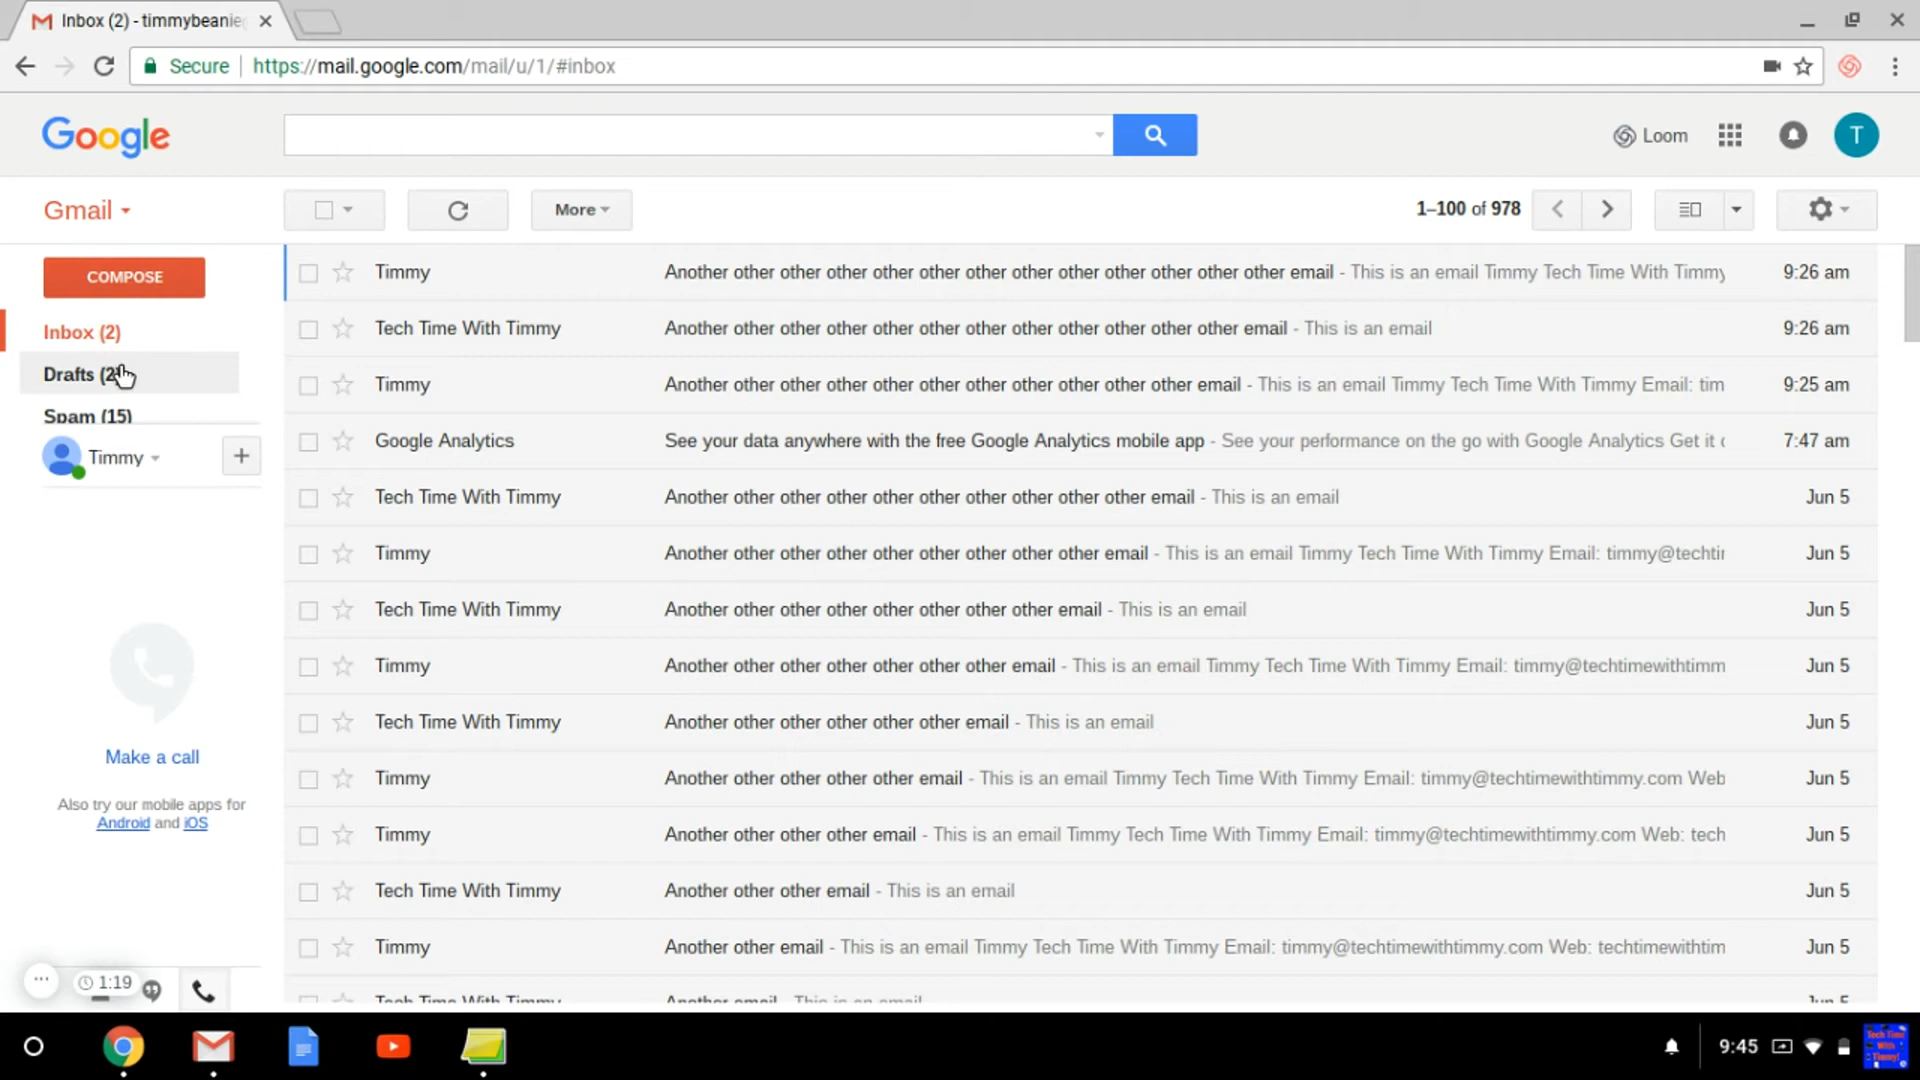 Inbox (2) - timmybeanie
Secure https://mail.google.com/mail/u/1/#inbox
Google
Loom
T
Gmail
More
1–100 of 978
COMPOSE
Inbox (2)
Drafts (2)
Spam (15)
Timmy
Make a call
Also try our mobile apps for
Android and iOS
1:19
Timmy Another other other other other other other other other other other other other email - This is an email Timmy Tech Time With Timmy 9:26 am
Tech Time With Timmy Another other other other other other other other other other other other email - This is an email 9:26 am
Timmy Another other other other other other other other other other other email - This is an email Timmy Tech Time With Timmy Email: tim 9:25 am
Google Analytics See your data anywhere with the free Google Analytics mobile app - See your performance on the go with Google Analytics Get it 7:47 am
Tech Time With Timmy Another other other other other other other other other other email - This is an email Jun 5
Timmy Another other other other other other other other other email - This is an email Timmy Tech Time With Timmy Email: timmy@techtir Jun 5
Tech Time With Timmy Another other other other other other other other email - This is an email Jun 5
Timmy Another other other other other other other email - This is an email Timmy Tech Time With Timmy Email: timmy@techtimewithtimm Jun 5
Tech Time With Timmy Another other other other other other email - This is an email Jun 5
Timmy Another other other other other email - This is an email Timmy Tech Time With Timmy Email: timmy@techtimewithtimmy.com Web Jun 5
Timmy Another other other other email - This is an email Timmy Tech Time With Timmy Email: timmy@techtimewithtimmy.com Web: tech Jun 5
Tech Time With Timmy Another other other email - This is an email Jun 5
Timmy Another other email - This is an email Timmy Tech Time With Timmy Email: timmy@techtimewithtimmy.com Web: techtimewithtim Jun 5
Tech Time With Timmy Another email - This is an email Jun 5
9:45
Tech Time
With
Timmy!